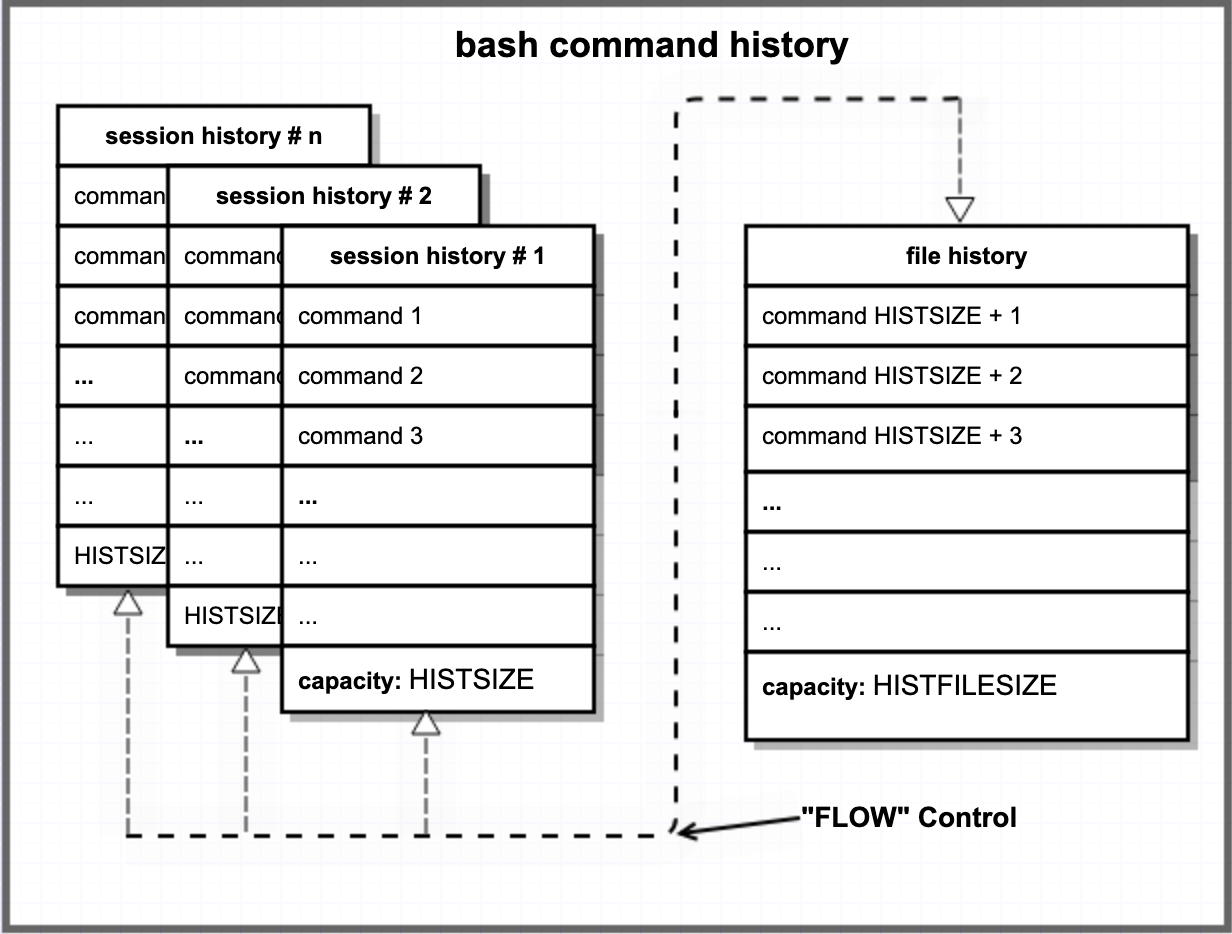 bash command history
session history # n
comman
comman
comman
...
...
...
HISTSIZ
session history # 2
command
command
command
...
...
...
HISTSIZE
session history # 1
command 1
command 2
command 3
...
...
...
capacity: HISTSIZE
file history
command HISTSIZE + 1
command HISTSIZE + 2
command HISTSIZE + 3
...
...
...
capacity: HISTFILESIZE
"FLOW" Control